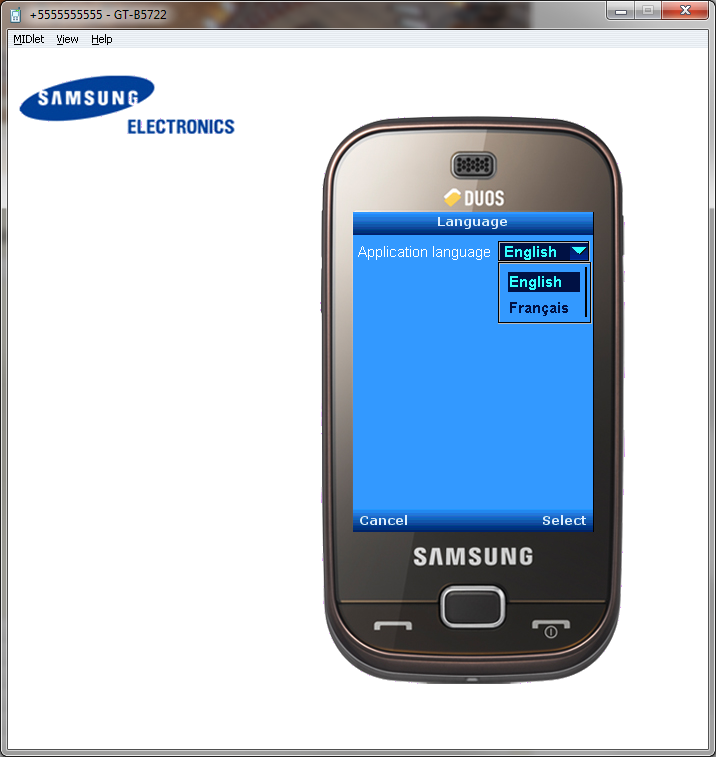 +5555555555 - GT-B5722
MIDlet View Help
SAMSUNG
ELECTRONICS
DUOS
Language
Application language English
English
Français
Cancel Select
SAMSUNG